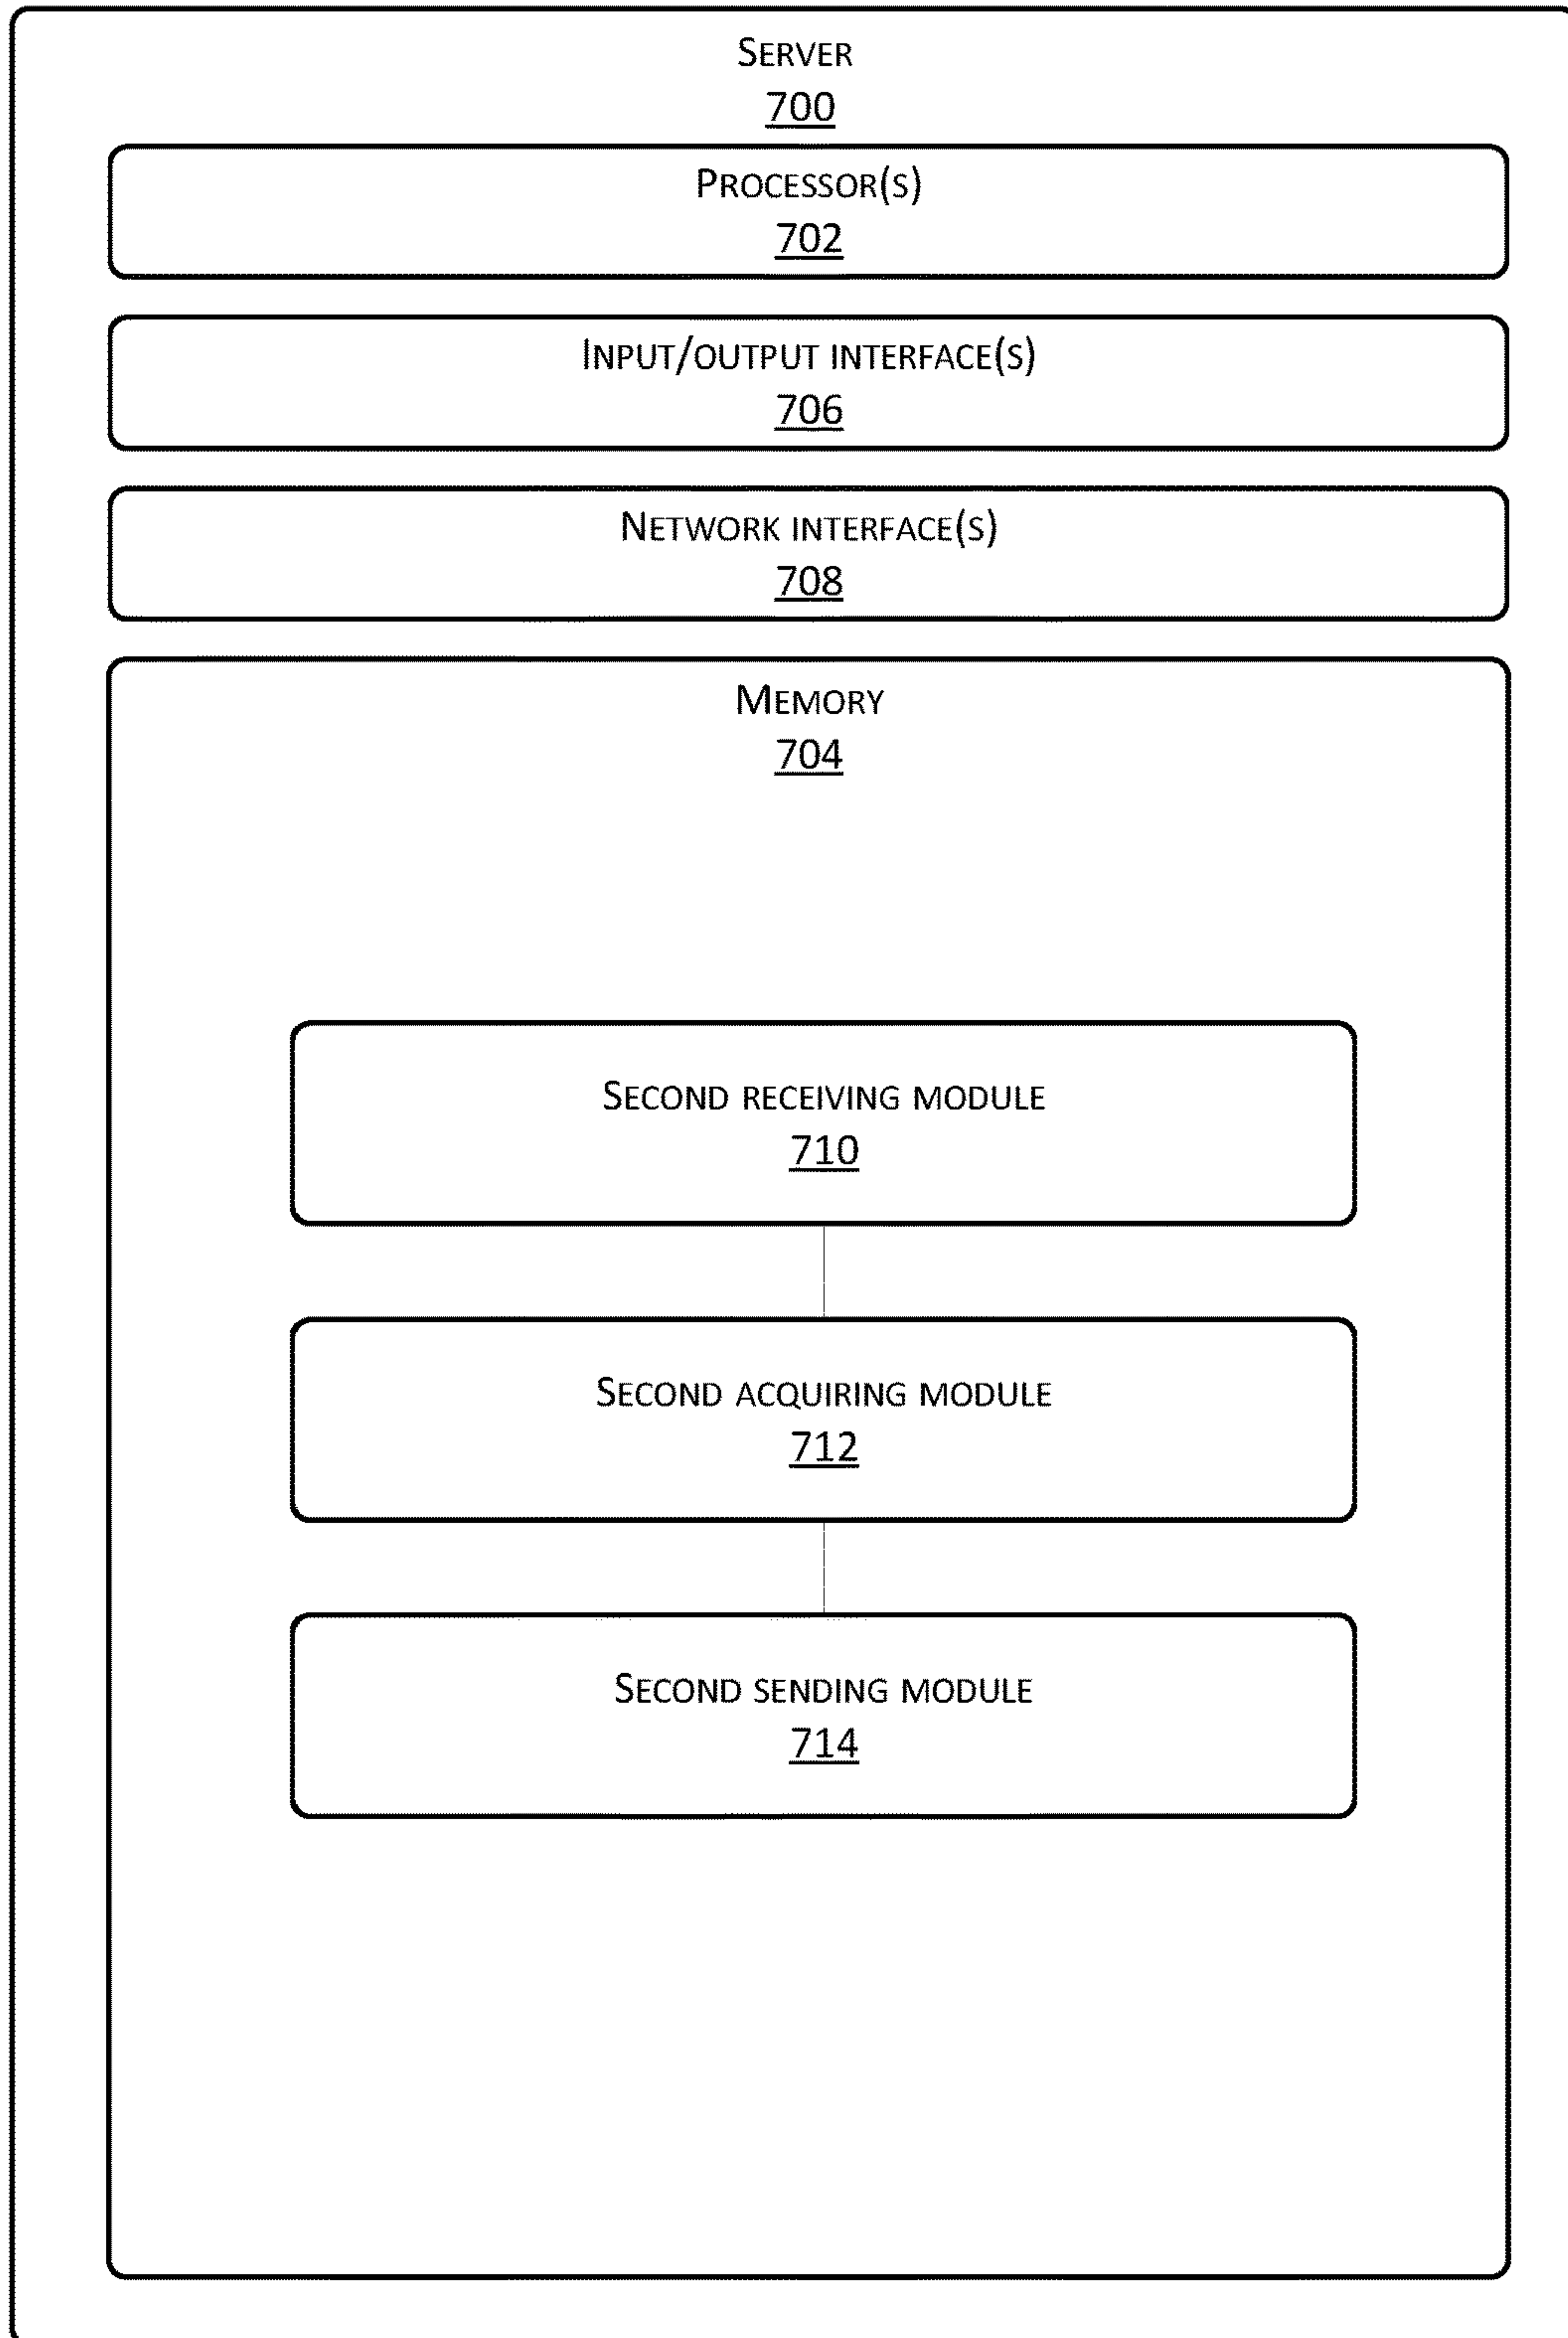 SERVER
700
PROCESSOR(S)
702
INPUT/OUTPUT INTERFACE(S)
706
NETWORK INTERFACE(S)
708
MEMORY
704
SECOND RECEIVING MODULE
710
SECOND ACQUIRING MODULE
712
SECOND SENDING MODULE
714